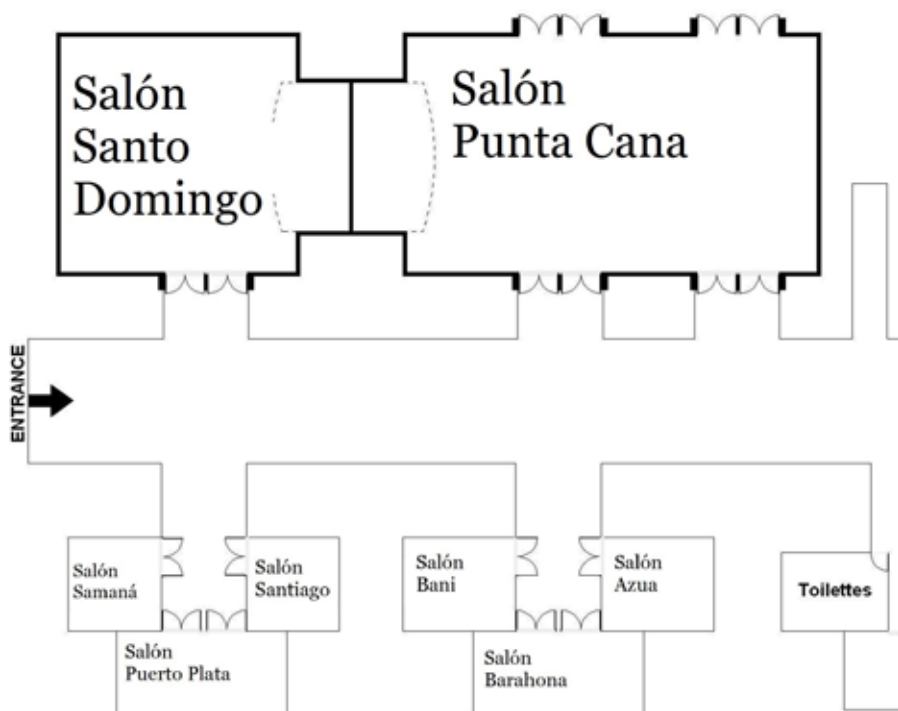 Salón
Santo
Domingo
Salón
Punta Cana
ENTRANCE
Salón
Samaná
Salón
Santiago
Salón
Puerto Plata
Salón
Bani
Salón
Azua
Salón
Barahona
Toilettes